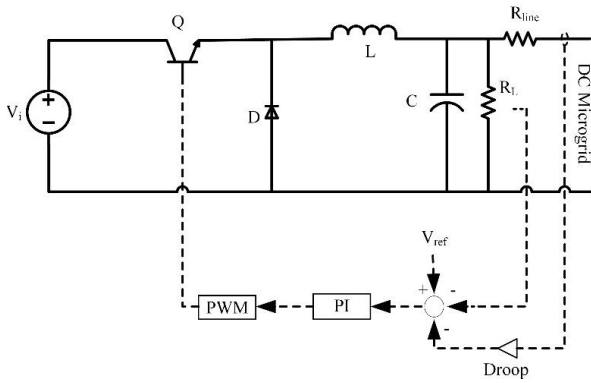 Q
R_line
L
V_i
+
−
D
C
R_L
DC Microgrid
V_ref
+
-
-
PWM
PI
Droop